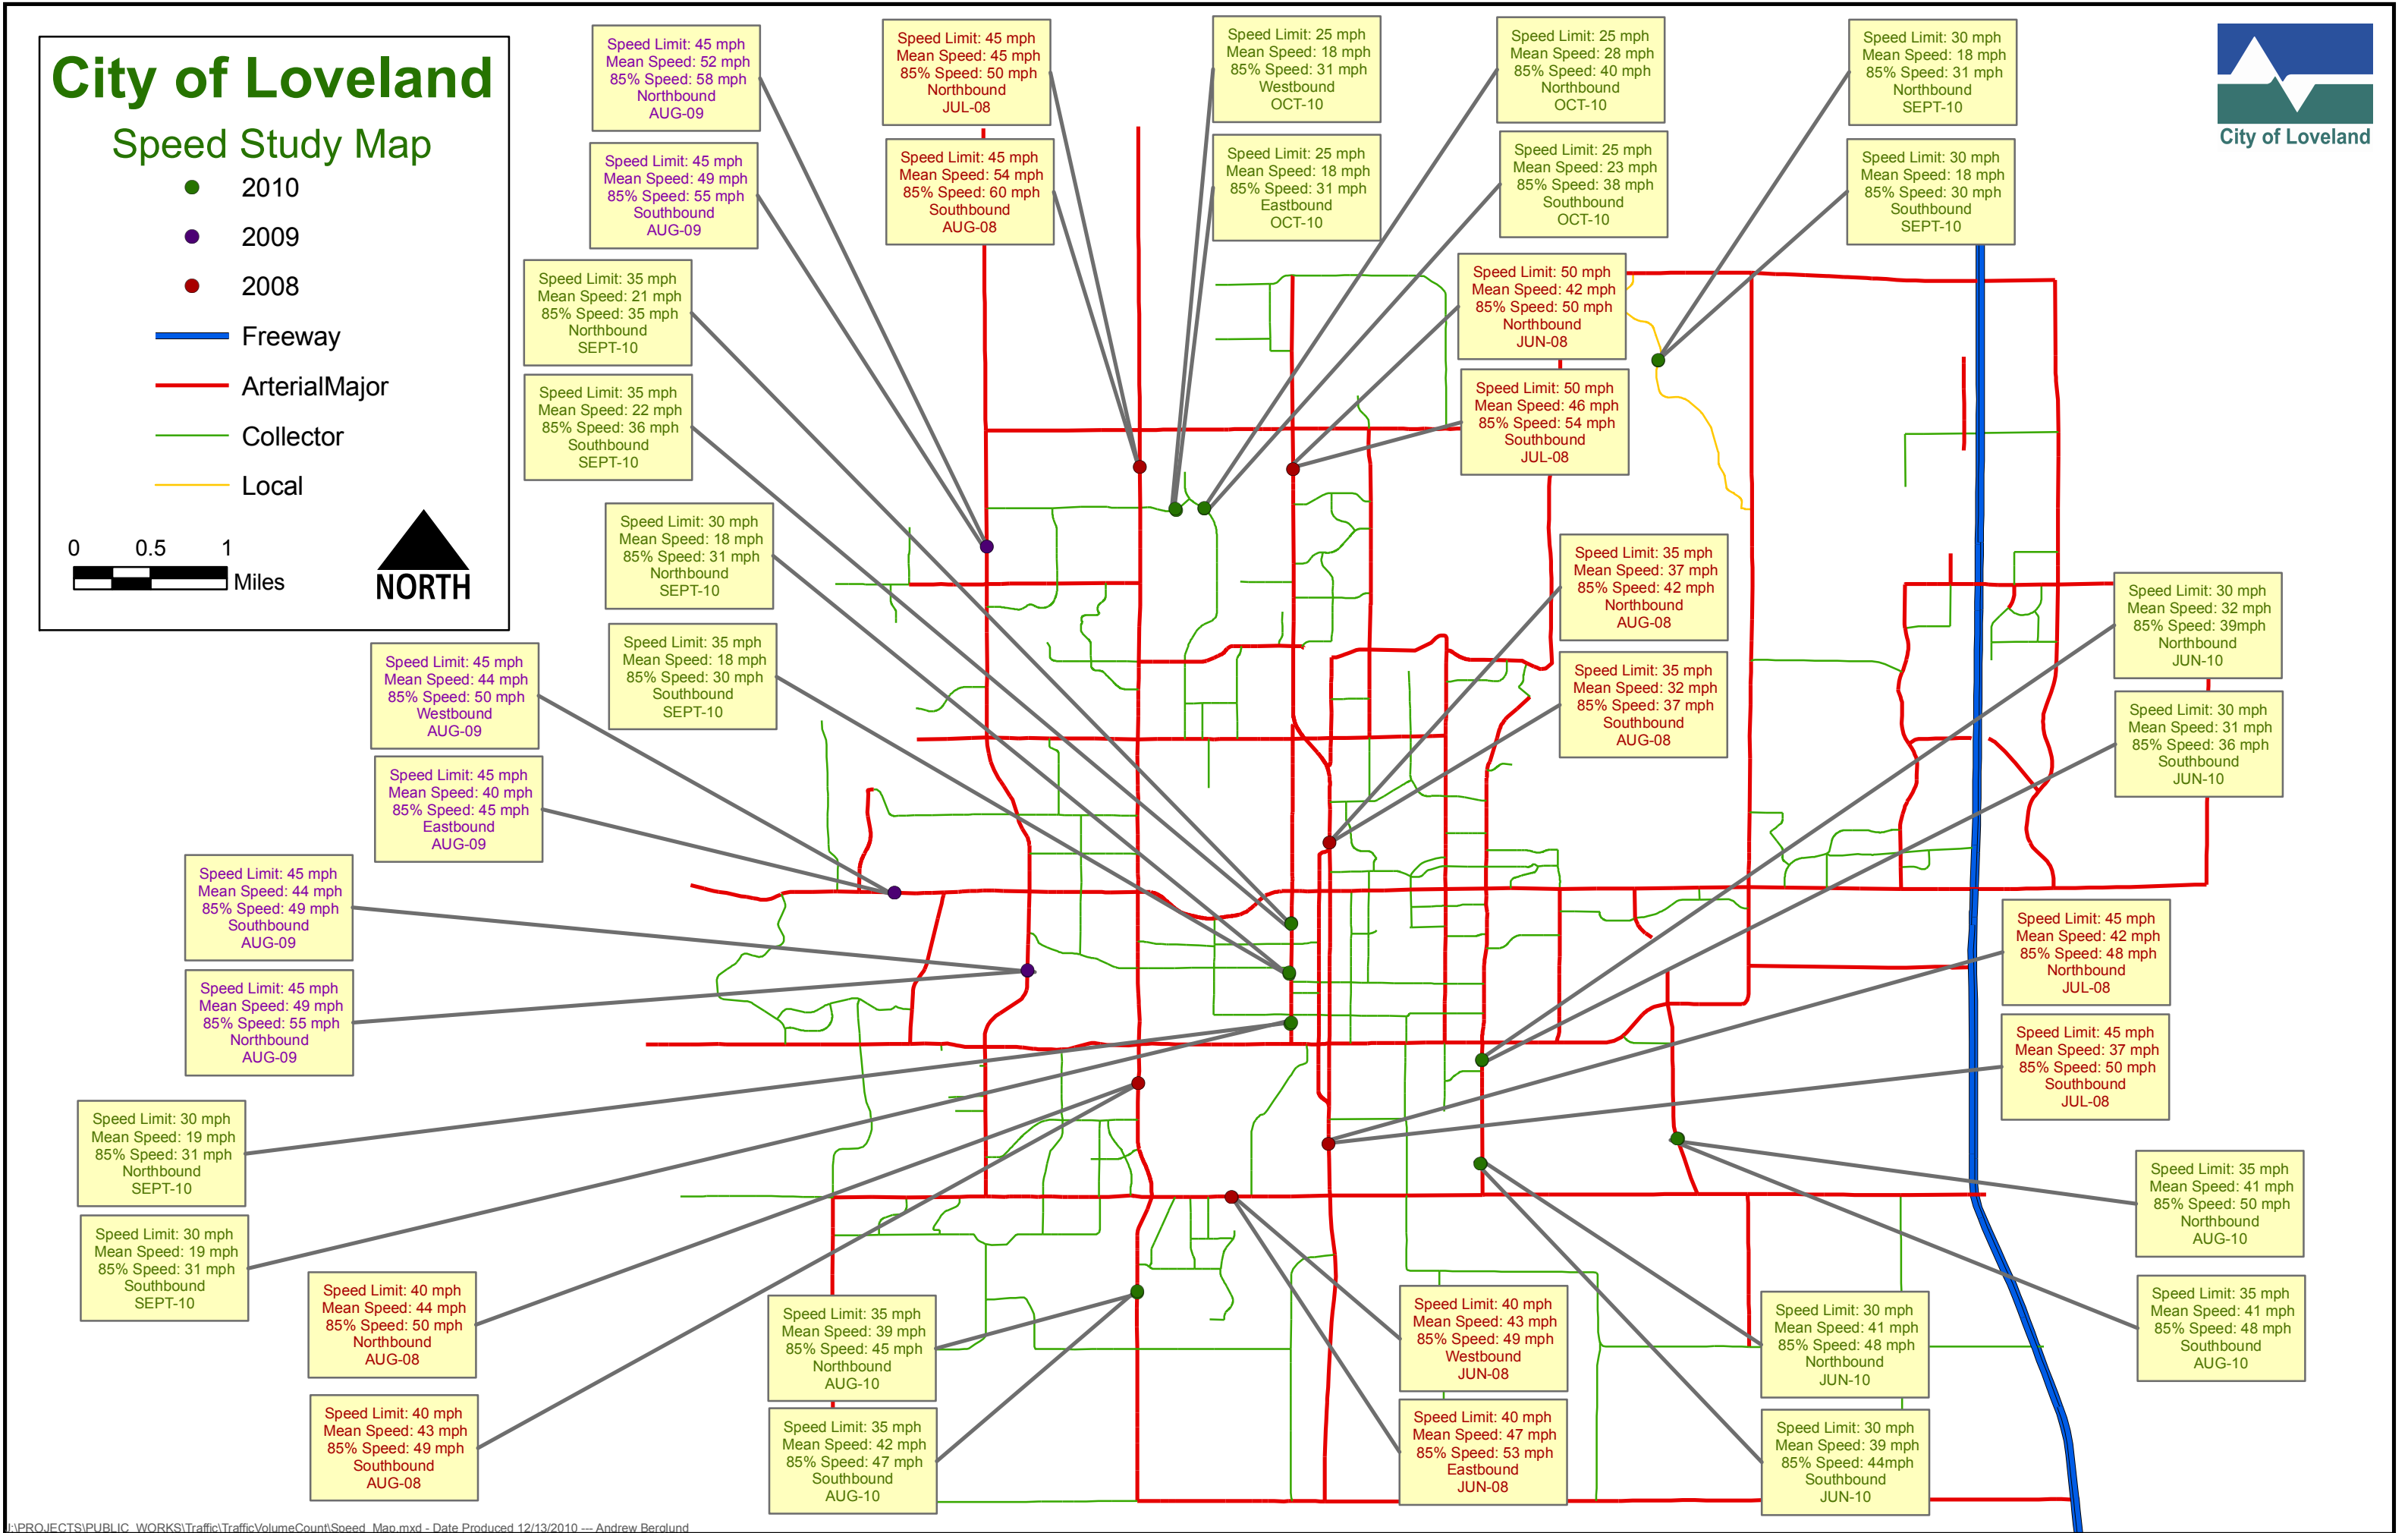 City of Loveland
Speed Study Map
2010
2009
2008
Freeway
ArterialMajor
Collector
Local
0 0.5 1
Miles
NORTH
Speed Limit: 45 mph
Mean Speed: 52 mph
85% Speed: 58 mph
Northbound
AUG-09
Speed Limit: 45 mph
Mean Speed: 45 mph
85% Speed: 50 mph
Northbound
JUL-08
Speed Limit: 25 mph
Mean Speed: 18 mph
85% Speed: 31 mph
Westbound
OCT-10
Speed Limit: 25 mph
Mean Speed: 28 mph
85% Speed: 40 mph
Northbound
OCT-10
Speed Limit: 30 mph
Mean Speed: 18 mph
85% Speed: 31 mph
Northbound
SEPT-10
City of Loveland
Speed Limit: 45 mph
Mean Speed: 49 mph
85% Speed: 55 mph
Southbound
AUG-09
Speed Limit: 45 mph
Mean Speed: 54 mph
85% Speed: 60 mph
Southbound
AUG-08
Speed Limit: 25 mph
Mean Speed: 18 mph
85% Speed: 31 mph
Eastbound
OCT-10
Speed Limit: 25 mph
Mean Speed: 23 mph
85% Speed: 38 mph
Southbound
OCT-10
Speed Limit: 30 mph
Mean Speed: 18 mph
85% Speed: 30 mph
Southbound
SEPT-10
Speed Limit: 35 mph
Mean Speed: 21 mph
85% Speed: 35 mph
Northbound
SEPT-10
Speed Limit: 50 mph
Mean Speed: 42 mph
85% Speed: 50 mph
Northbound
JUN-08
Speed Limit: 35 mph
Mean Speed: 22 mph
85% Speed: 36 mph
Southbound
SEPT-10
Speed Limit: 50 mph
Mean Speed: 46 mph
85% Speed: 54 mph
Southbound
JUL-08
Speed Limit: 30 mph
Mean Speed: 18 mph
85% Speed: 31 mph
Northbound
SEPT-10
Speed Limit: 35 mph
Mean Speed: 37 mph
85% Speed: 42 mph
Northbound
AUG-08
Speed Limit: 30 mph
Mean Speed: 32 mph
85% Speed: 39mph
Northbound
JUN-10
Speed Limit: 35 mph
Mean Speed: 18 mph
85% Speed: 30 mph
Southbound
SEPT-10
Speed Limit: 35 mph
Mean Speed: 32 mph
85% Speed: 37 mph
Southbound
AUG-08
Speed Limit: 45 mph
Mean Speed: 44 mph
85% Speed: 50 mph
Westbound
AUG-09
Speed Limit: 30 mph
Mean Speed: 31 mph
85% Speed: 36 mph
Southbound
JUN-10
Speed Limit: 45 mph
Mean Speed: 40 mph
85% Speed: 45 mph
Eastbound
AUG-09
Speed Limit: 45 mph
Mean Speed: 44 mph
85% Speed: 49 mph
Southbound
AUG-09
Speed Limit: 45 mph
Mean Speed: 42 mph
85% Speed: 48 mph
Northbound
JUL-08
Speed Limit: 45 mph
Mean Speed: 49 mph
85% Speed: 55 mph
Northbound
AUG-09
Speed Limit: 45 mph
Mean Speed: 37 mph
85% Speed: 50 mph
Southbound
JUL-08
Speed Limit: 30 mph
Mean Speed: 19 mph
85% Speed: 31 mph
Northbound
SEPT-10
Speed Limit: 35 mph
Mean Speed: 41 mph
85% Speed: 50 mph
Northbound
AUG-10
Speed Limit: 30 mph
Mean Speed: 19 mph
85% Speed: 31 mph
Southbound
SEPT-10
Speed Limit: 40 mph
Mean Speed: 44 mph
85% Speed: 50 mph
Northbound
AUG-08
Speed Limit: 35 mph
Mean Speed: 39 mph
85% Speed: 45 mph
Northbound
AUG-10
Speed Limit: 40 mph
Mean Speed: 43 mph
85% Speed: 49 mph
Westbound
JUN-08
Speed Limit: 30 mph
Mean Speed: 41 mph
85% Speed: 48 mph
Northbound
JUN-10
Speed Limit: 35 mph
Mean Speed: 41 mph
85% Speed: 48 mph
Southbound
AUG-10
Speed Limit: 40 mph
Mean Speed: 43 mph
85% Speed: 49 mph
Southbound
AUG-08
Speed Limit: 35 mph
Mean Speed: 42 mph
85% Speed: 47 mph
Southbound
AUG-10
Speed Limit: 40 mph
Mean Speed: 47 mph
85% Speed: 53 mph
Eastbound
JUN-08
Speed Limit: 30 mph
Mean Speed: 39 mph
85% Speed: 44mph
Southbound
JUN-10
J:\PROJECTS\PUBLIC_WORKS\Traffic\TrafficVolumeCount\Speed_Map.mxd - Date Produced 12/13/2010 --- Andrew Berglund